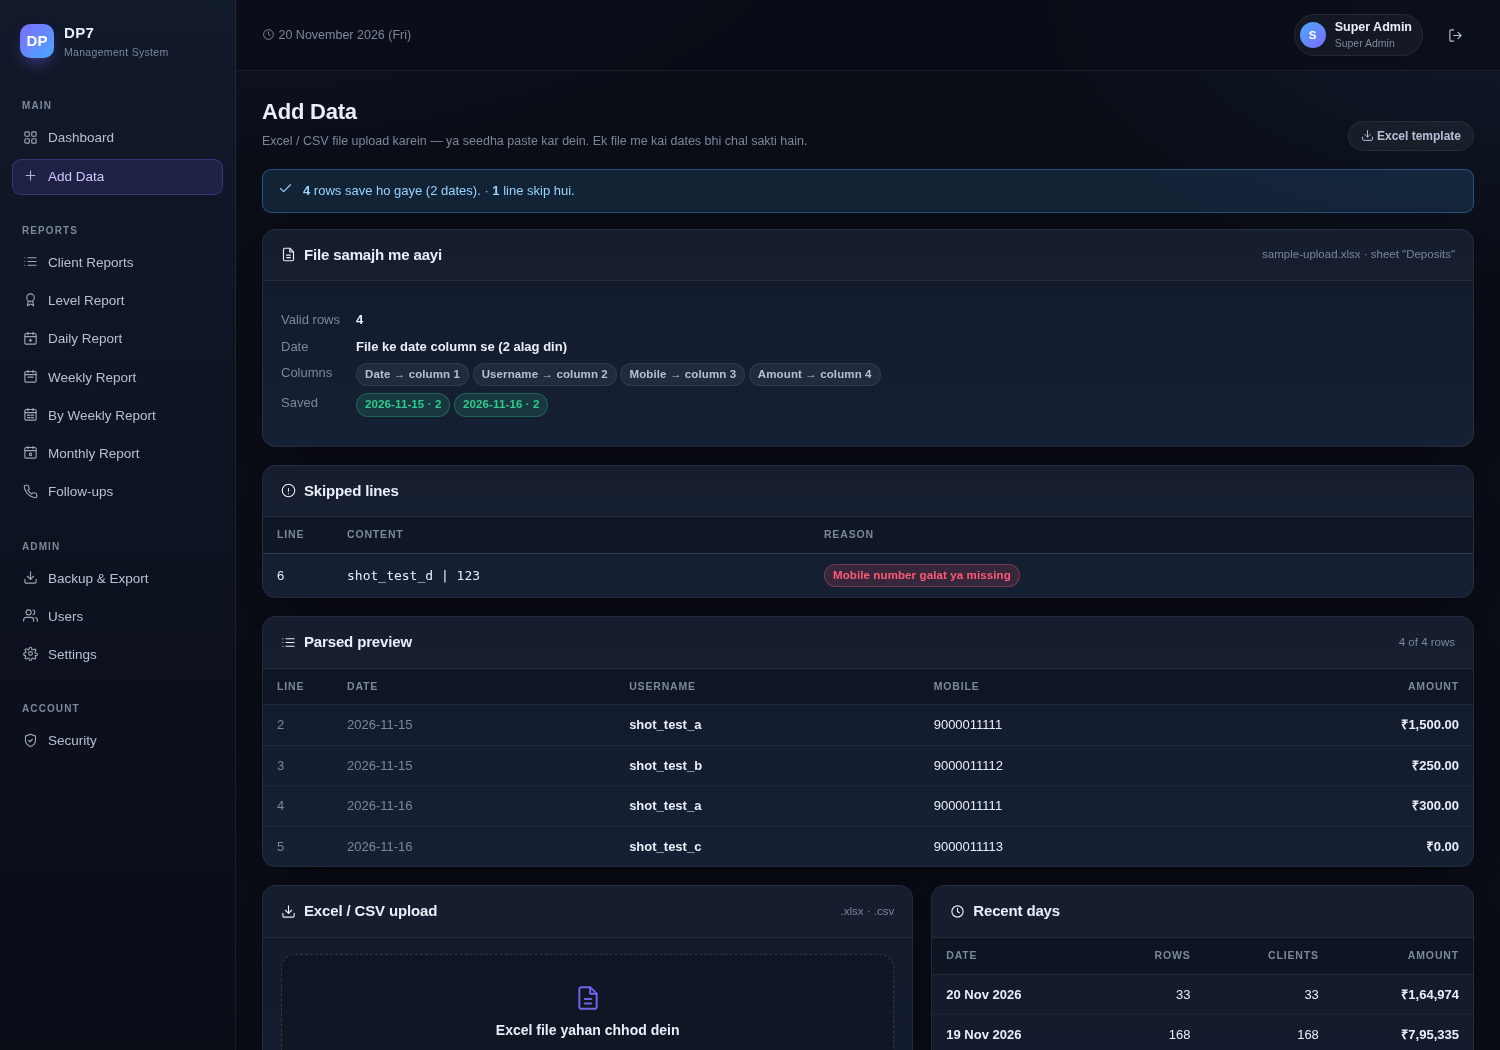 DP
DP7
Management System
20 November 2026 (Fri)
S
Super Admin
Super Admin
MAIN
Dashboard
Add Data
REPORTS
Client Reports
Level Report
Daily Report
Weekly Report
By Weekly Report
Monthly Report
Follow-ups
ADMIN
Backup & Export
Users
Settings
ACCOUNT
Security
Add Data
Excel / CSV file upload karein — ya seedha paste kar dein. Ek file me kai dates bhi chal sakti hain.
Excel template
4 rows save ho gaye (2 dates). · 1 line skip hui.
File samajh me aayi
sample-upload.xlsx · sheet "Deposits"
Valid rows 4
Date File ke date column se (2 alag din)
Columns Date → column 1 Username → column 2 Mobile → column 3 Amount → column 4
Saved 2026-11-15 · 2 2026-11-16 · 2
Skipped lines
LINE CONTENT REASON
6 shot_test_d | 123 Mobile number galat ya missing
Parsed preview
4 of 4 rows
LINE DATE USERNAME MOBILE AMOUNT
2 2026-11-15 shot_test_a 9000011111 ₹1,500.00
3 2026-11-15 shot_test_b 9000011112 ₹250.00
4 2026-11-16 shot_test_a 9000011111 ₹300.00
5 2026-11-16 shot_test_c 9000011113 ₹0.00
Excel / CSV upload
.xlsx · .csv
Excel file yahan chhod dein
Recent days
DATE ROWS CLIENTS AMOUNT
20 Nov 2026 33 33 ₹1,64,974
19 Nov 2026 168 168 ₹7,95,335